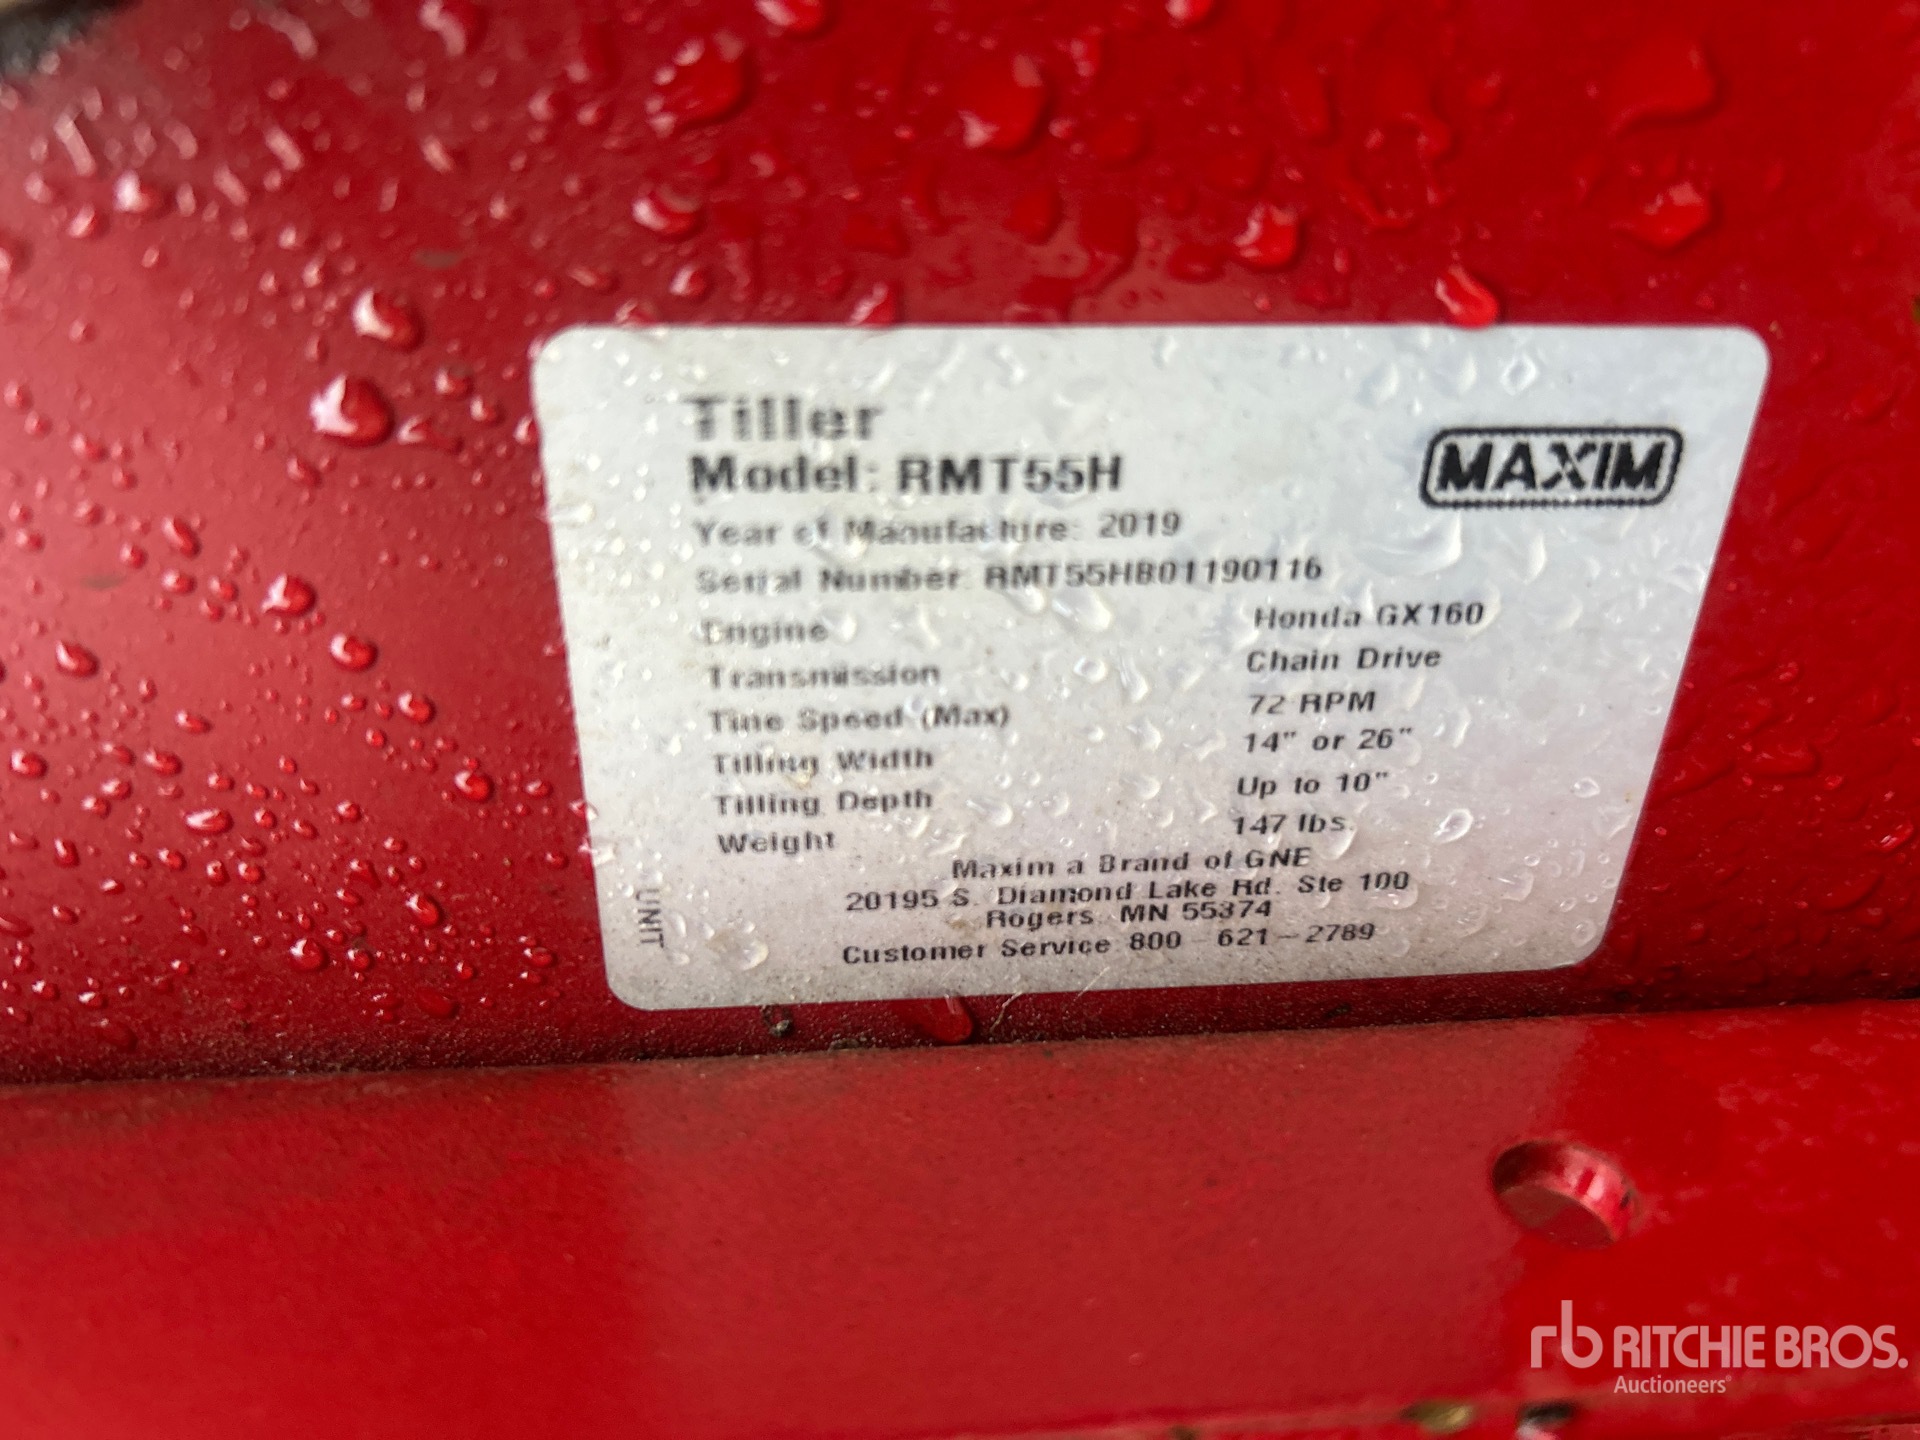 Tiller
Model: RMT55H
MAXIM
Year of Manufacture: 2019
Serial Number: RMT55H801190116
Engine Honda GX160
Transmission Chain Drive
Tine Speed (Max) 72 RPM
Tilling Width 14" or 26"
Tilling Depth Up to 10"
Weight 147 lbs.
Maxim a Brand of GNE
20195 S. Diamond Lake Rd. Ste 100
Rogers, MN 55374
Customer Service 800-621-2789
UNIT
rb RITCHIE BROS.
Auctioneers